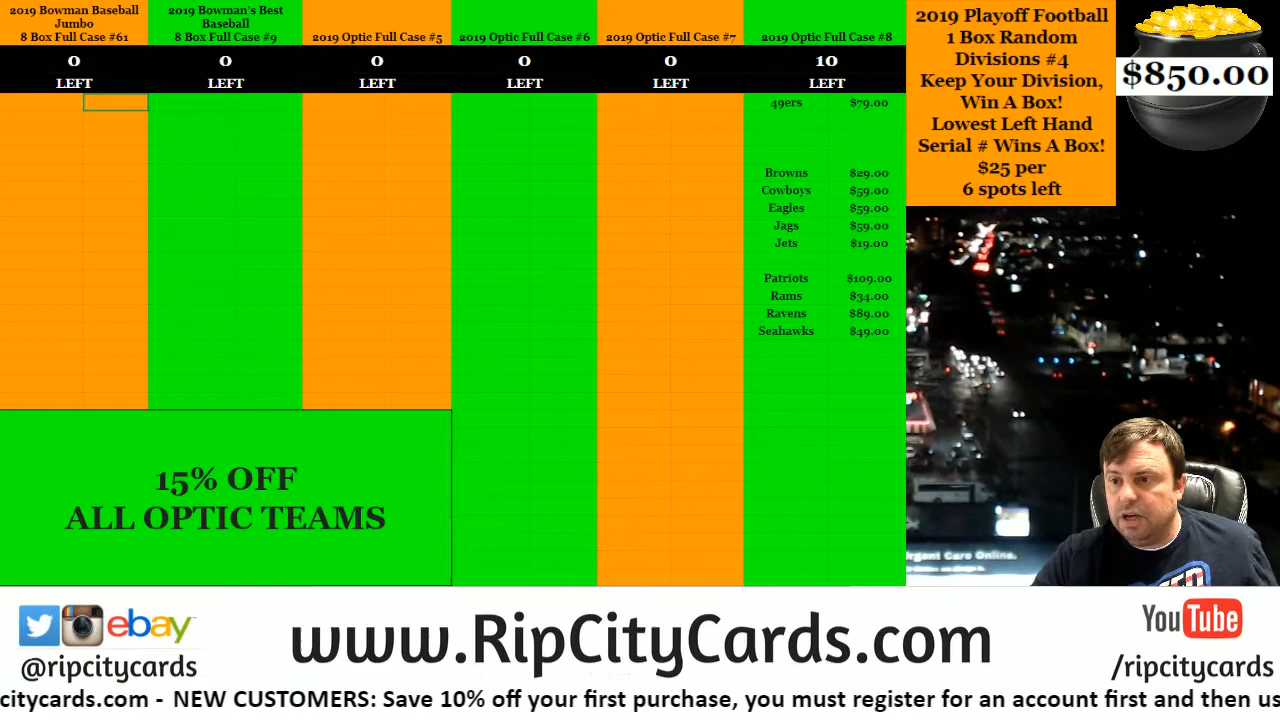 2019 Bowman Baseball
Jumbo
8 Box Full Case #61
2019 Bowman's Best
Baseball
8 Box Full Case #9
2019 Optic Full Case #5
2019 Optic Full Case #6
2019 Optic Full Case #7
2019 Optic Full Case #8
0
LEFT
0
LEFT
0
LEFT
0
LEFT
0
LEFT
10
LEFT
49ers $79.00
Browns $29.00
Cowboys $59.00
Eagles $59.00
Jags $59.00
Jets $19.00
Patriots $109.00
Rams $34.00
Ravens $89.00
Seahawks $49.00
15% OFF
ALL OPTIC TEAMS
2019 Playoff Football
1 Box Random
Divisions #4
Keep Your Division,
Win A Box!
Lowest Left Hand
Serial # Wins A Box!
$25 per
6 spots left
$850.00
rgent Care Online.
ebay
@ripcitycards
www.RipCityCards.com
YouTube
/ripcitycards
citycards.com - NEW CUSTOMERS: Save 10% off your first purchase, you must register for an account first and then us